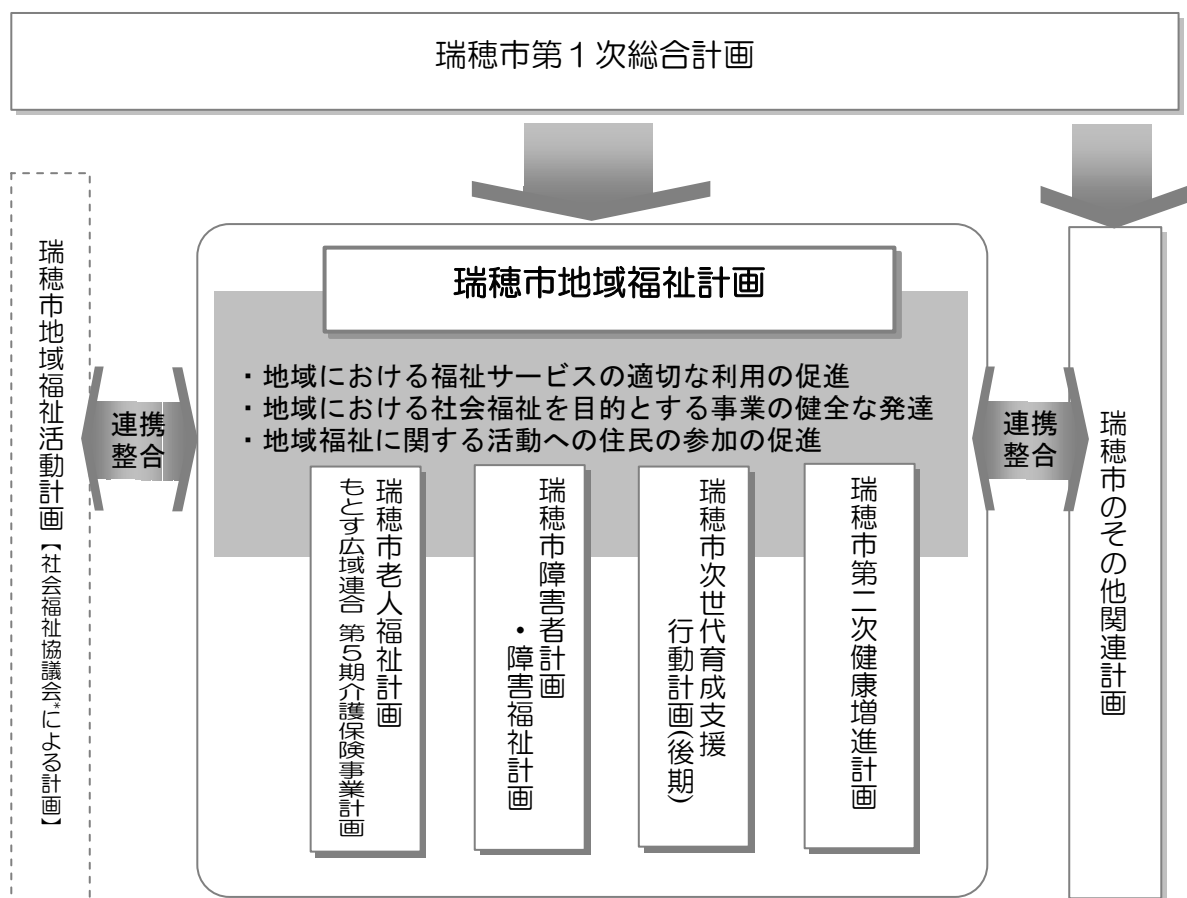 瑞穂市第１次総合計画
瑞穂市地域福祉活動計画【社会福祉協議会*による計画】
連携
整合
瑞穂市地域福祉計画
・地域における福祉サービスの適切な利用の促進
・地域における社会福祉を目的とする事業の健全な発達
・地域福祉に関する活動への住民の参加の促進
瑞穂市老人福祉計画
もとす広域連合 第５期介護保険事業計画
瑞穂市障害者計画
・障害福祉計画
瑞穂市次世代育成支援
行動計画(後期)
瑞穂市第二次健康増進計画
連携
整合
瑞穂市のその他関連計画